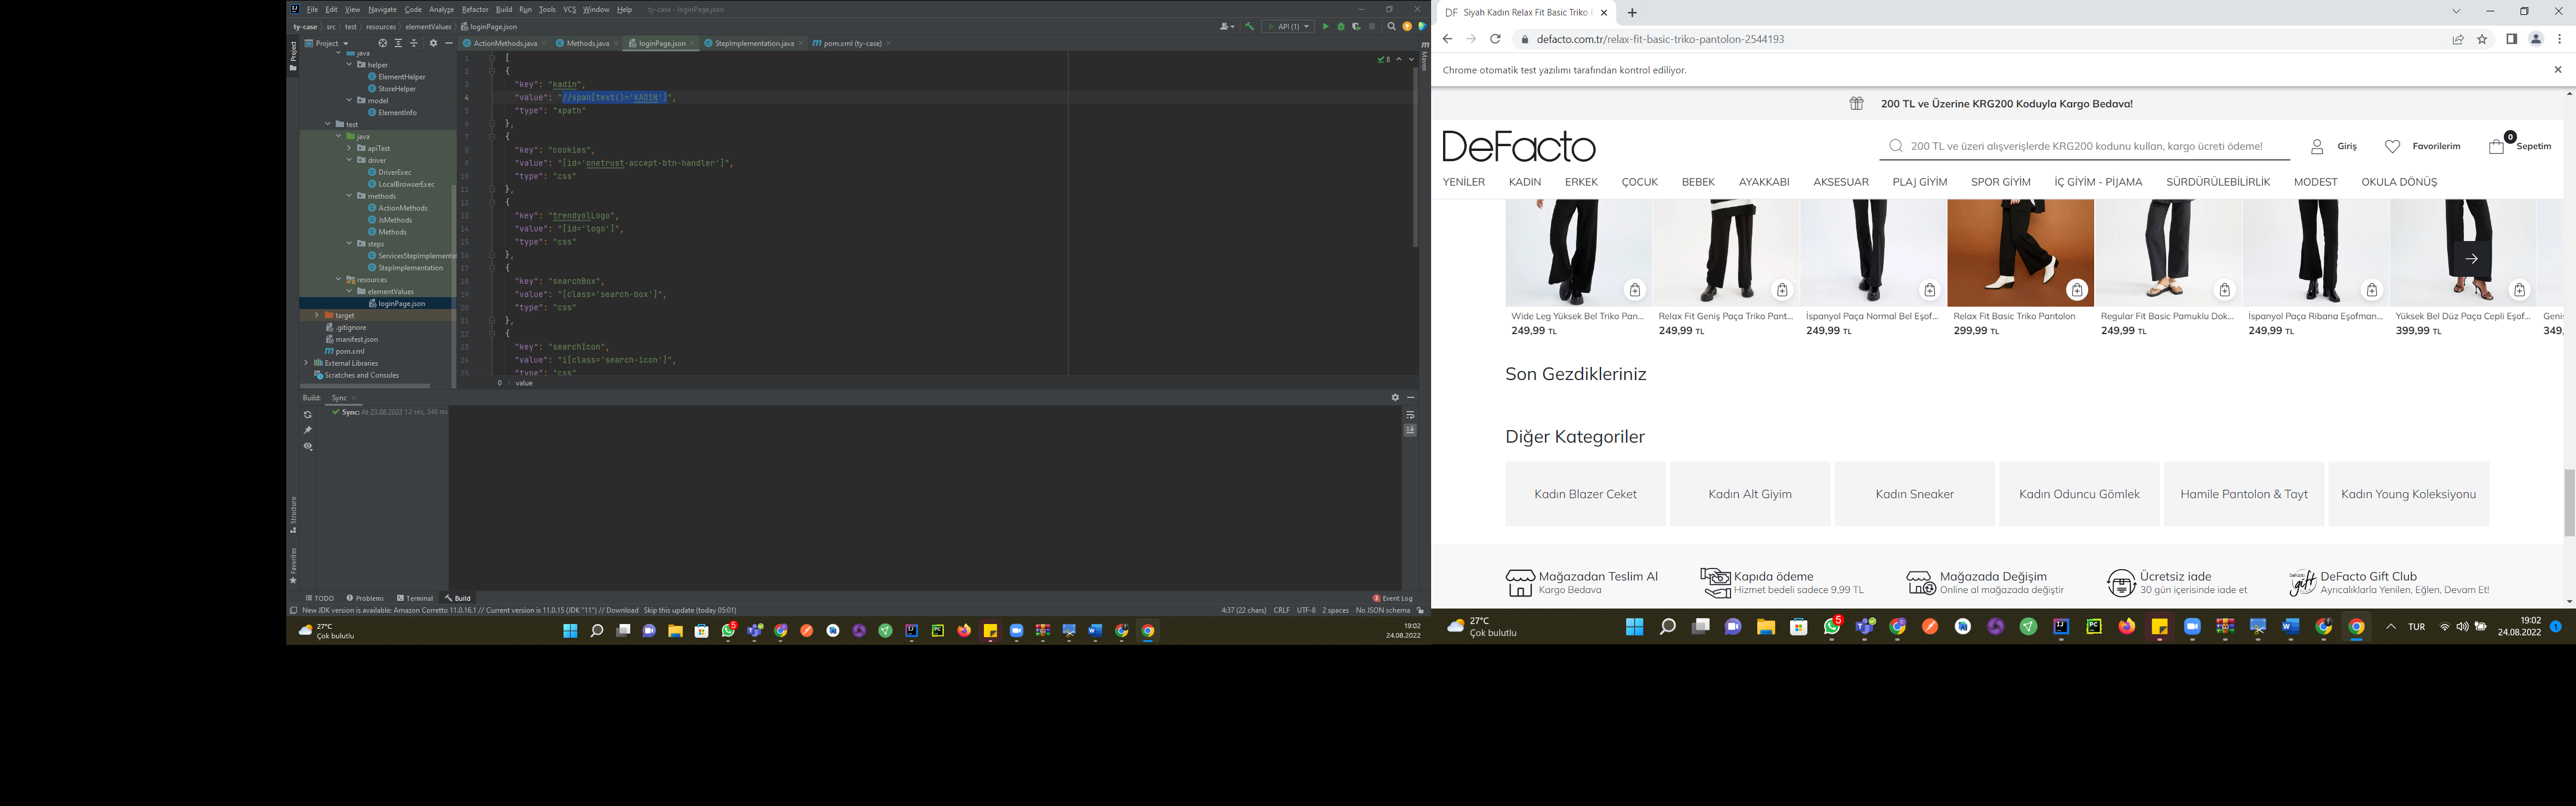 File Edit View Navigate Code Analyze Refactor Build Run Tools VCS Window Help ty-case - loginPage.json
ty-case src test resources elementValues loginPage.json
API (1)
Project
ActionMethods.java Methods.java loginPage.json StepImplementation.java pom.xml (ty-case)
Project
Maven
java
helper
ElementHelper
StoreHelper
model
ElementInfo
test
java
apiTest
driver
DriverExec
LocalBrowserExec
methods
ActionMethods
JsMethods
Methods
steps
ServicesStepImplementat
StepImplementation
resources
elementValues
loginPage.json
target
.gitignore
manifest.json
pom.xml
External Libraries
Scratches and Consoles
8
1 [
2 {
3 "key": "kadin",
4 "value": "//span[text()='KADIN']",
5 "type": "xpath"
6 },
7 {
8 "key": "cookies",
9 "value": "[id='onetrust-accept-btn-handler']",
10 "type": "css"
11 },
12 {
13 "key": "trendyolLogo",
14 "value": "[id='logo']",
15 "type": "css"
16 },
17 {
18 "key": "searchBox",
19 "value": "[class='search-box']",
20 "type": "css"
21 },
22 {
23 "key": "searchIcon",
24 "value": "i[class='search-icon']",
25 "type": "css"
0 value
Build: Sync
Sync: At 23.08.2022 12 sec, 348 ms
Structure
Favorites
TODO Problems Terminal Build
3 Event Log
New JDK version is available: Amazon Corretto 11.0.16.1 // Current version is 11.0.15 (JDK "11") // Download Skip this update (today 05:01)
4:37 (22 chars) CRLF UTF-8 2 spaces No JSON schema
27°C
Çok bulutlu
5
19:02
24.08.2022
DF Siyah Kadın Relax Fit Basic Triko P
defacto.com.tr/relax-fit-basic-triko-pantolon-2544193
Chrome otomatik test yazılımı tarafından kontrol ediliyor.
200 TL ve Üzerine KRG200 Koduyla Kargo Bedava!
DeFacto
200 TL ve üzeri alışverişlerde KRG200 kodunu kullan, kargo ücreti ödeme!
Giriş
Favorilerim
0
Sepetim
YENİLER KADIN ERKEK ÇOCUK BEBEK AYAKKABI AKSESUAR PLAJ GİYİM SPOR GİYİM İÇ GİYİM - PİJAMA SÜRDÜRÜLEBİLİRLİK MODEST OKULA DÖNÜŞ
Wide Leg Yüksek Bel Triko Pan...
249,99 TL
Relax Fit Geniş Paça Triko Pant...
249,99 TL
İspanyol Paça Normal Bel Eşof...
249,99 TL
Relax Fit Basic Triko Pantolon
299,99 TL
Regular Fit Basic Pamuklu Dok...
249,99 TL
İspanyol Paça Ribana Eşofman...
249,99 TL
Yüksek Bel Düz Paça Cepli Eşof...
399,99 TL
Geni
349,
Son Gezdikleriniz
Diğer Kategoriler
Kadın Blazer Ceket
Kadın Alt Giyim
Kadın Sneaker
Kadın Oduncu Gömlek
Hamile Pantolon & Tayt
Kadın Young Koleksiyonu
Mağazadan Teslim Al
Kargo Bedava
Kapıda ödeme
Hizmet bedeli sadece 9,99 TL
Mağazada Değişim
Online al mağazada değiştir
Ücretsiz iade
30 gün içerisinde iade et
DeFacto Gift Club
Ayrıcalıklarla Yenilen, Eğlen, Devam Et!
27°C
Çok bulutlu
5
TUR
19:02
24.08.2022
1